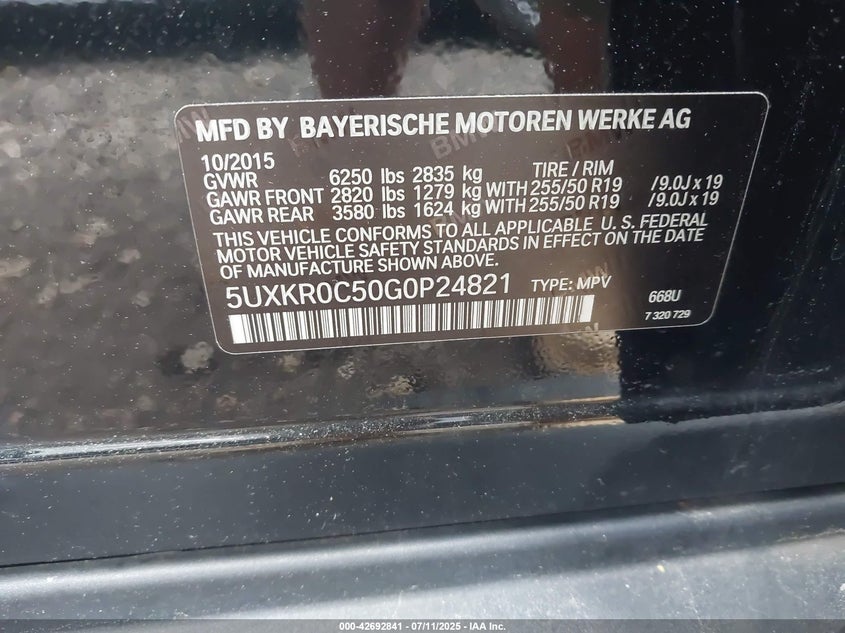 MFD BY BAYERISCHE MOTOREN WERKE AG
10/2015 TIRE / RIM
GVWR 6250 lbs 2835 kg
GAWR FRONT 2820 lbs 1279 kg WITH 255/50 R19 /9.0J x 19
GAWR REAR 3580 lbs 1624 kg WITH 255/50 R19 /9.0J x 19
THIS VEHICLE CONFORMS TO ALL APPLICABLE U. S. FEDERAL
MOTOR VEHICLE SAFETY STANDARDS IN EFFECT ON THE DATE
OF MANUFACTURE SHOWN ABOVE.
5UXKR0C50G0P24821 TYPE: MPV 668U
7 320 729
000-42692841 - 07/11/2025 - IAA Inc.